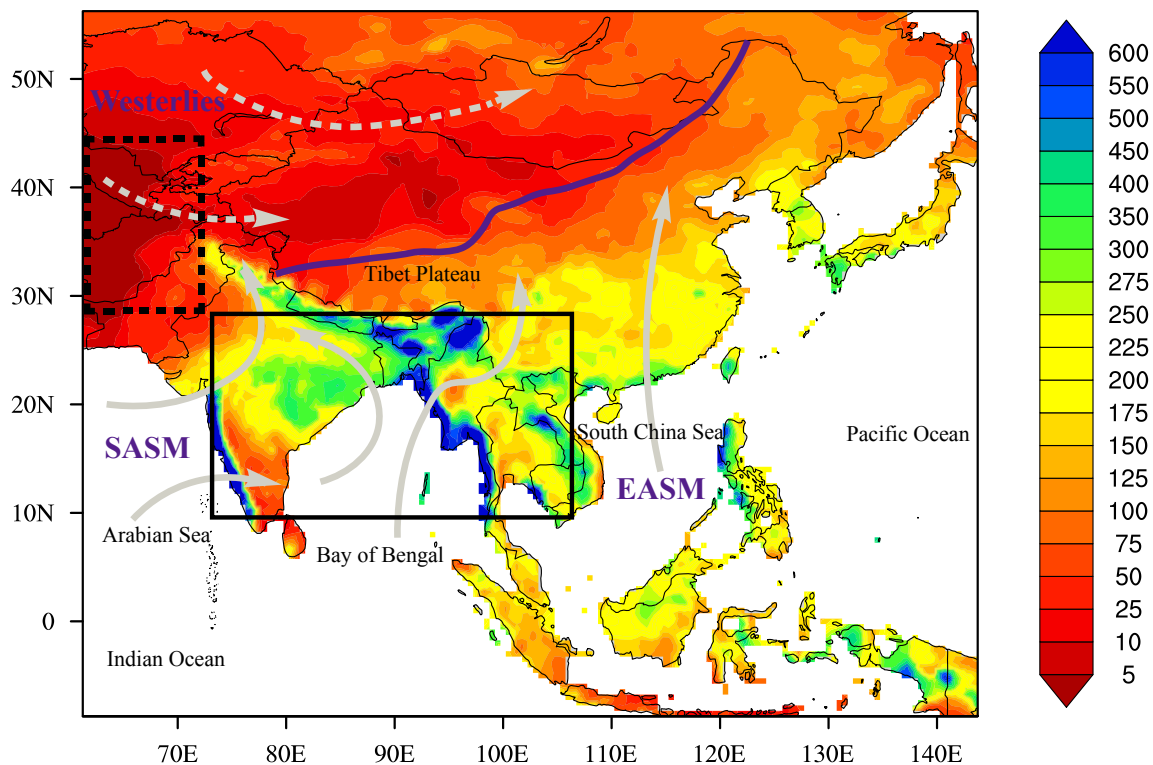 50N
Westerlies
40N
Tibet Plateau
30N
20N
South China Sea
Pacific Ocean
SASM
EASM
10N
Arabian Sea
Bay of Bengal
0
Indian Ocean
70E 80E 90E 100E 110E 120E 130E 140E
600
550
500
450
400
350
300
275
250
225
200
175
150
125
100
75
50
25
10
5